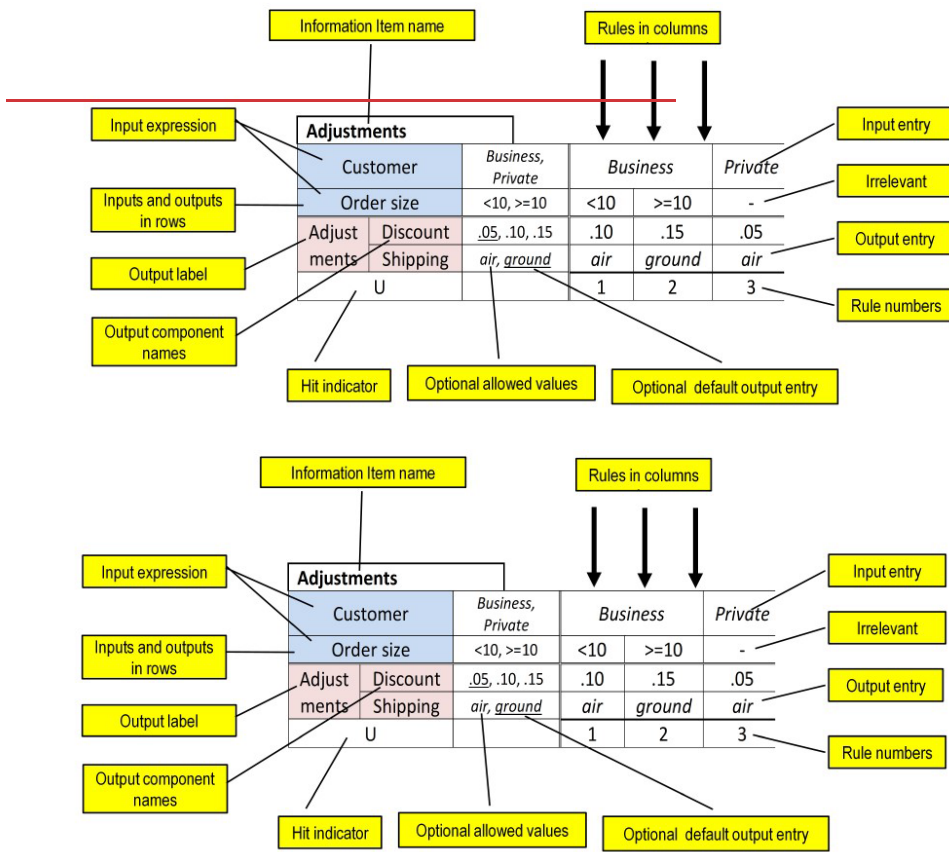 Information Item name
Rules in columns
Input expression
Adjustments
Input entry
Customer
Business,
Private
Business
Private
Irrelevant
Inputs and outputs
in rows
Order size
<10, >=10
<10
>=10
-
Adjust
ments
Discount
.05, .10, .15
.10
.15
.05
Output entry
Output label
Shipping
air, ground
air
ground
air
U
1
2
3
Rule numbers
Output component
names
Hit indicator
Optional allowed values
Optional default output entry
Information Item name
Rules in columns
Input expression
Adjustments
Input entry
Customer
Business,
Private
Business
Private
Irrelevant
Inputs and outputs
in rows
Order size
<10, >=10
<10
>=10
-
Adjust
ments
Discount
.05, .10, .15
.10
.15
.05
Output entry
Output label
Shipping
air, ground
air
ground
air
U
1
2
3
Rule numbers
Output component
names
Hit indicator
Optional allowed values
Optional default output entry